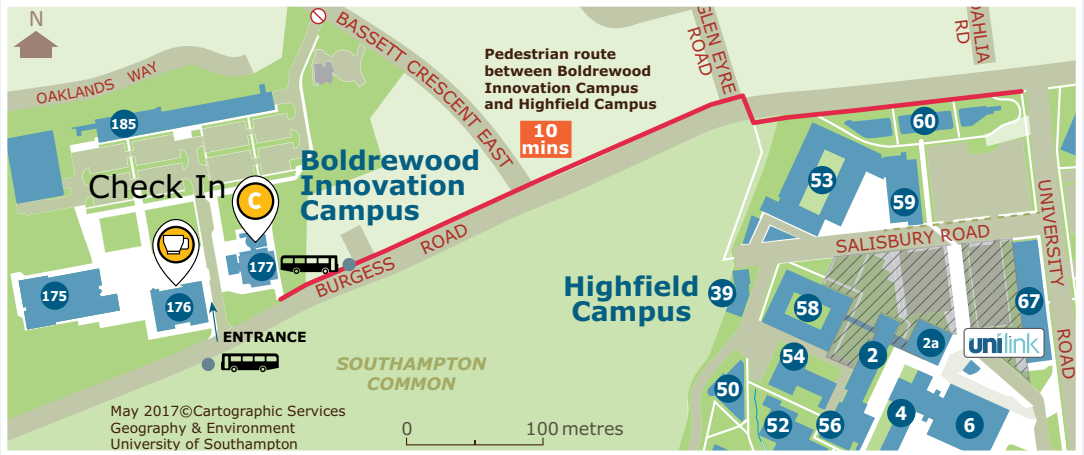 N
OAKLANDS WAY
BASSETT CRESCENT EAST
GLEN EYRE
ROAD
DAHLIA
RD
Pedestrian route
between Boldrewood
Innovation Campus
and Highfield Campus
10
mins
185
60
Check In
C
Boldrewood
Innovation
Campus
53
59
UNIVERSITY
ROAD
SALISBURY ROAD
177
BURGESS ROAD
175
176
ENTRANCE
Highfield
Campus
39
58
67
2
2a
unilink
54
SOUTHAMPTON
COMMON
50
52
56
4
6
May 2017©Cartographic Services
Geography & Environment
University of Southampton
0 100 metres